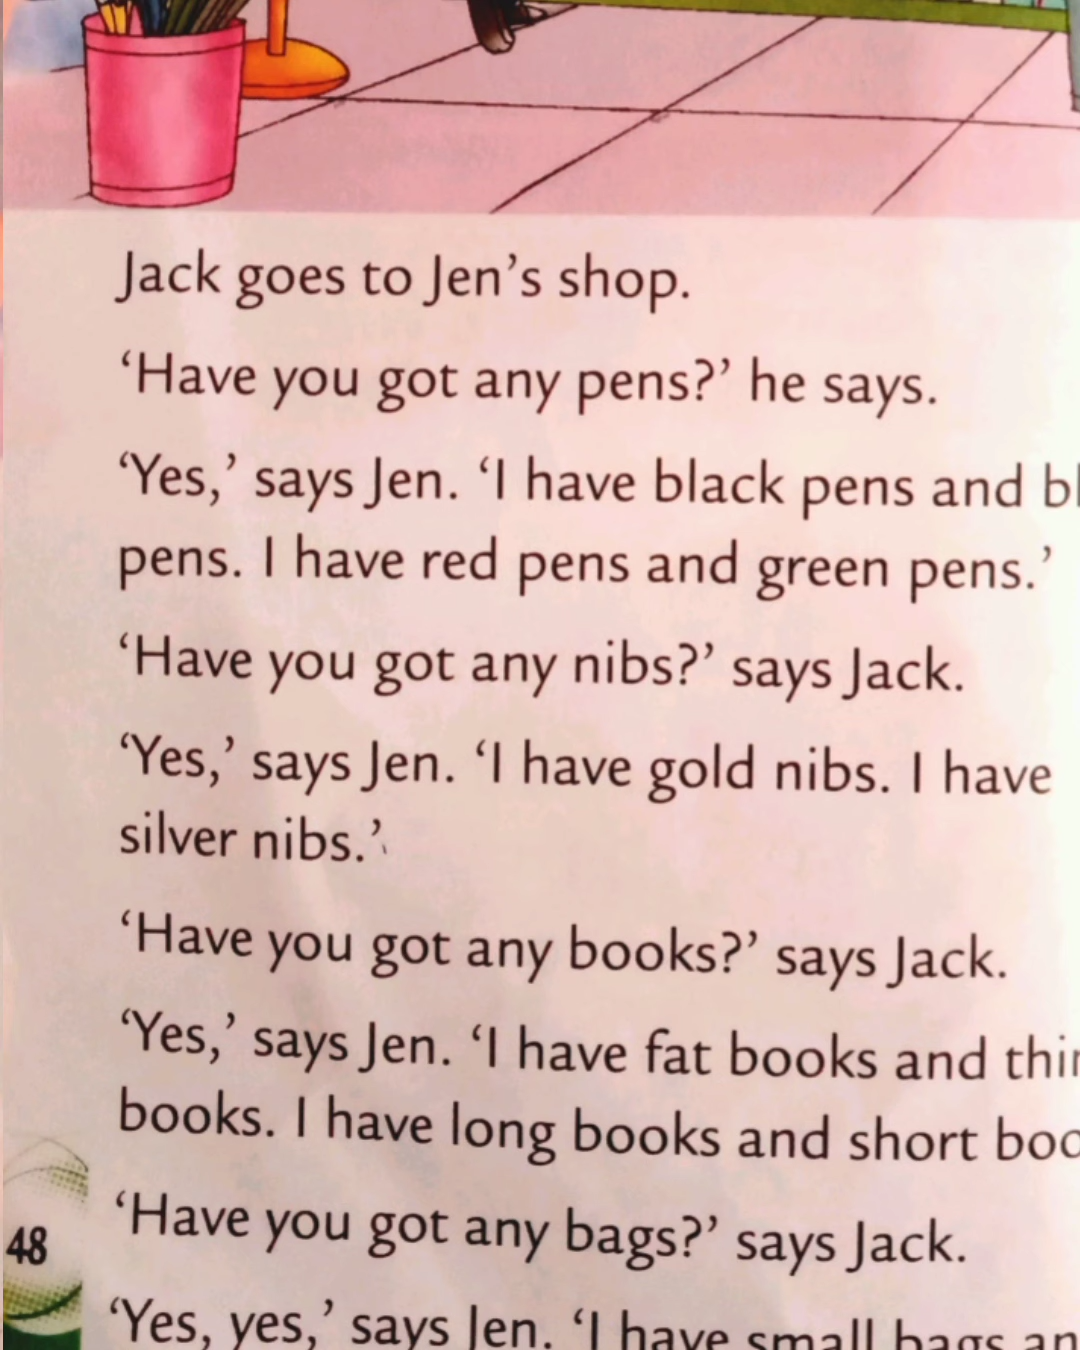 Jack goes to Jen’s shop.
‘Have you got any pens?’ he says.
‘Yes,’ says Jen. ‘I have black pens and
pens. I have red pens and green pens.’
‘Have you got any nibs?’ says Jack.
‘Yes,’ says Jen. ‘I have gold nibs. I have
silver nibs.’
‘Have you got any books?’ says Jack.
‘Yes,’ says Jen. ‘I have fat books and
books. I have long books and short
‘Have you got any bags?’ says Jack.
48
‘Yes, yes,’ says Jen. ‘I have small bags